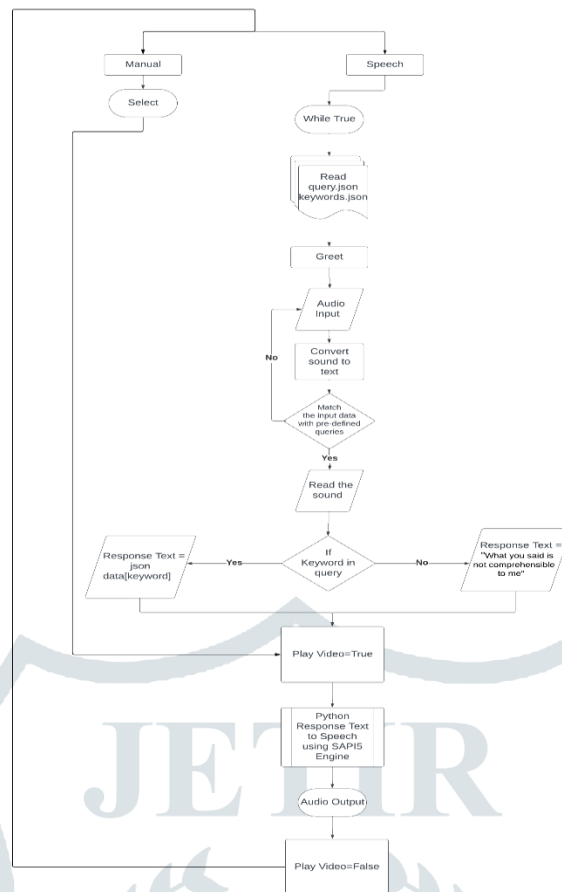 Manual
Speech
Select
While True
Read
query.json
keywords.json
Greet
Audio
Input
No
Convert
sound to
text
Match
the input data
with pre-defined
queries
Yes
Read the
sound
Response Text =
json
data[keyword]
Yes
If
Keyword in
query
No
Response Text =
"What you said is
not comprehensible
to me"
Play Video=True
Python
Response Text
to Speech
using SAPI5
Engine
JETIR
Audio Output
Play Video=False